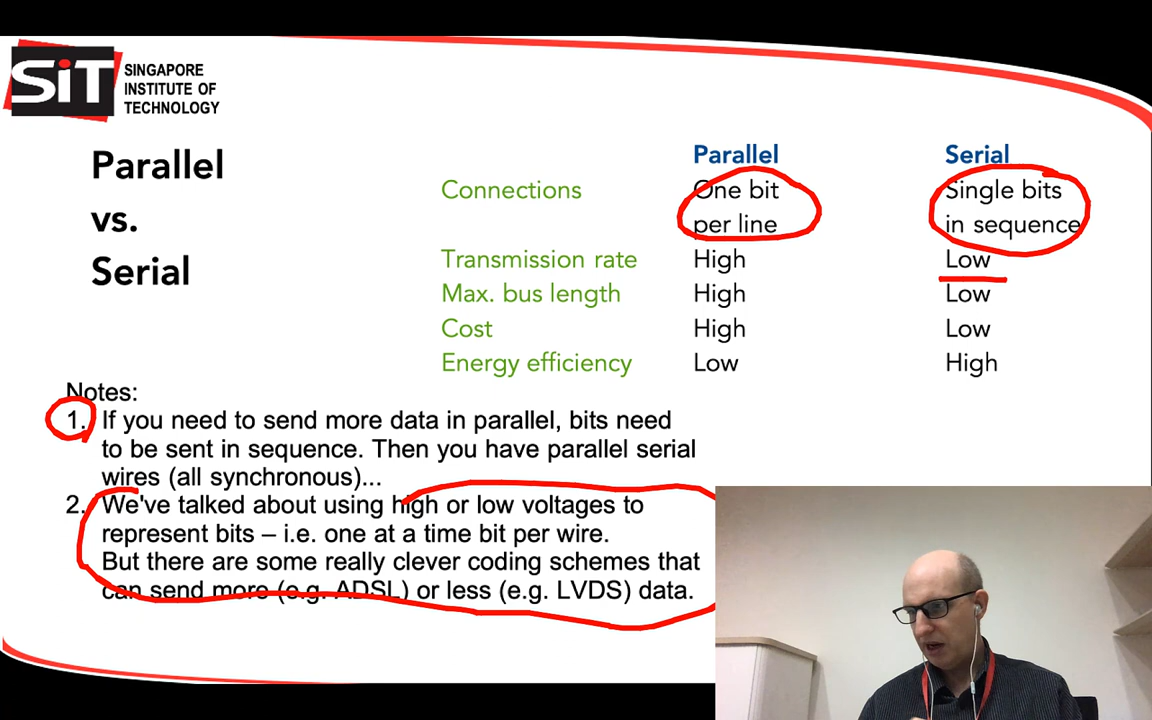 SiT
SINGAPORE
INSTITUTE OF
TECHNOLOGY
Parallel
vs.
Serial
Parallel Serial
Connections One bit per line Single bits in sequence
Transmission rate High Low
Max. bus length High Low
Cost High Low
Energy efficiency Low High
Notes:
1. If you need to send more data in parallel, bits need
to be sent in sequence. Then you have parallel serial
wires (all synchronous)...
2. We've talked about using high or low voltages to
represent bits – i.e. one at a time bit per wire.
But there are some really clever coding schemes that
can send more (e.g. ADSL) or less (e.g. LVDS) data.